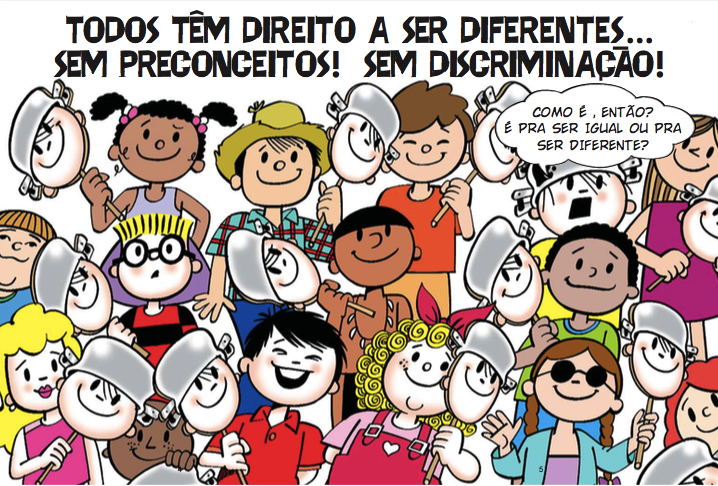 TODOS TÊM DIREITO A SER DIFERENTES...
SEM PRECONCEITOS! SEM DISCRIMINAÇÃO!
COMO É , ENTÃO?
É PRA SER IGUAL OU PRA
SER DIFERENTE?
5